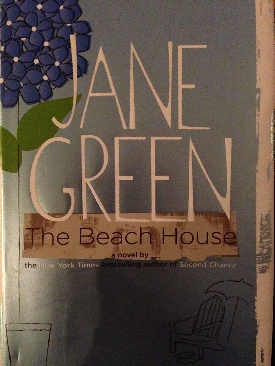 JANE
GREEN
The Beach House
a novel by
the New York Times bestselling author of Second Chance